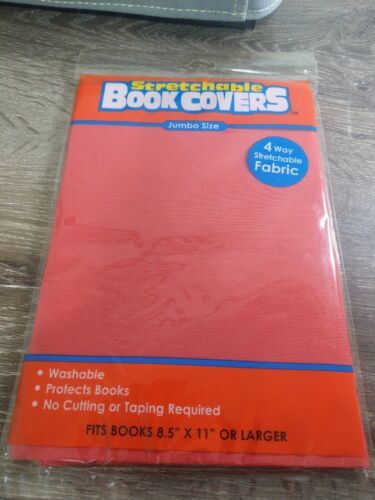 Stretchable
BOOK COVERS™
Jumbo Size
4 Way
Stretchable
Fabric
• Washable
• Protects Books
• No Cutting or Taping Required
FITS BOOKS 8.5" X 11" OR LARGER